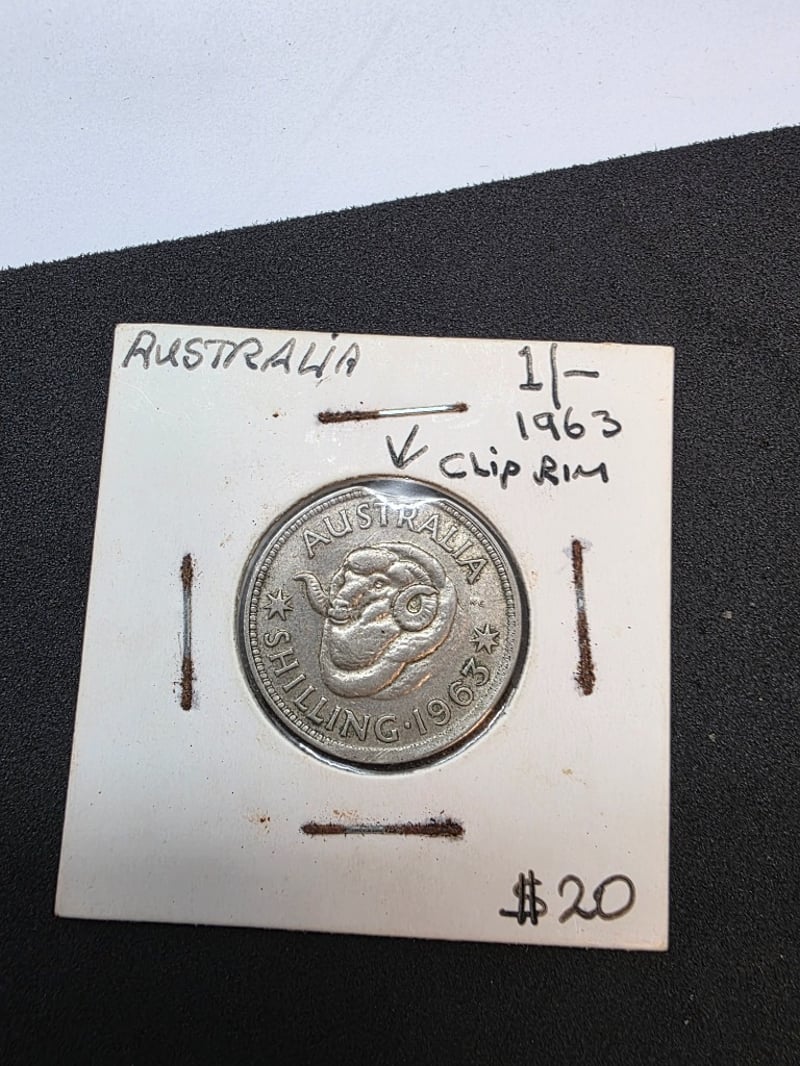 AUSTRALIA
1/-
1963
CLIP RIM
AUSTRALIA
SHILLING · 1963
$20